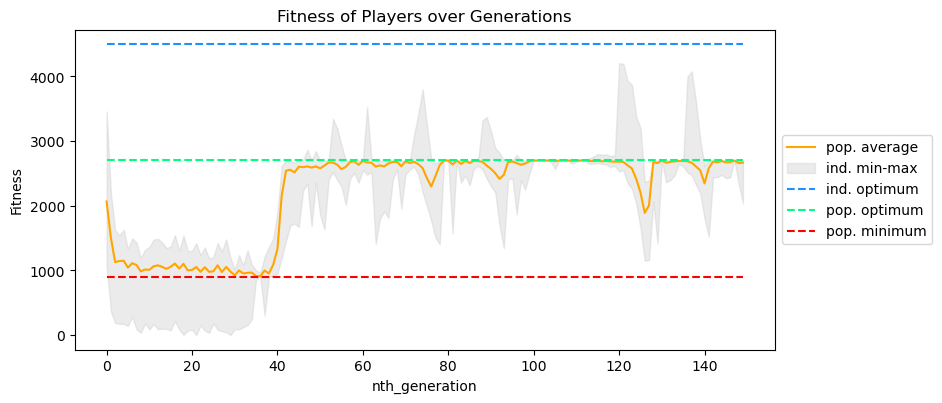 Fitness of Players over Generations
Fitness
4000
3000
2000
1000
0
0
20
40
60
80
100
120
140
nth_generation
pop. average
ind. min-max
ind. optimum
pop. optimum
pop. minimum